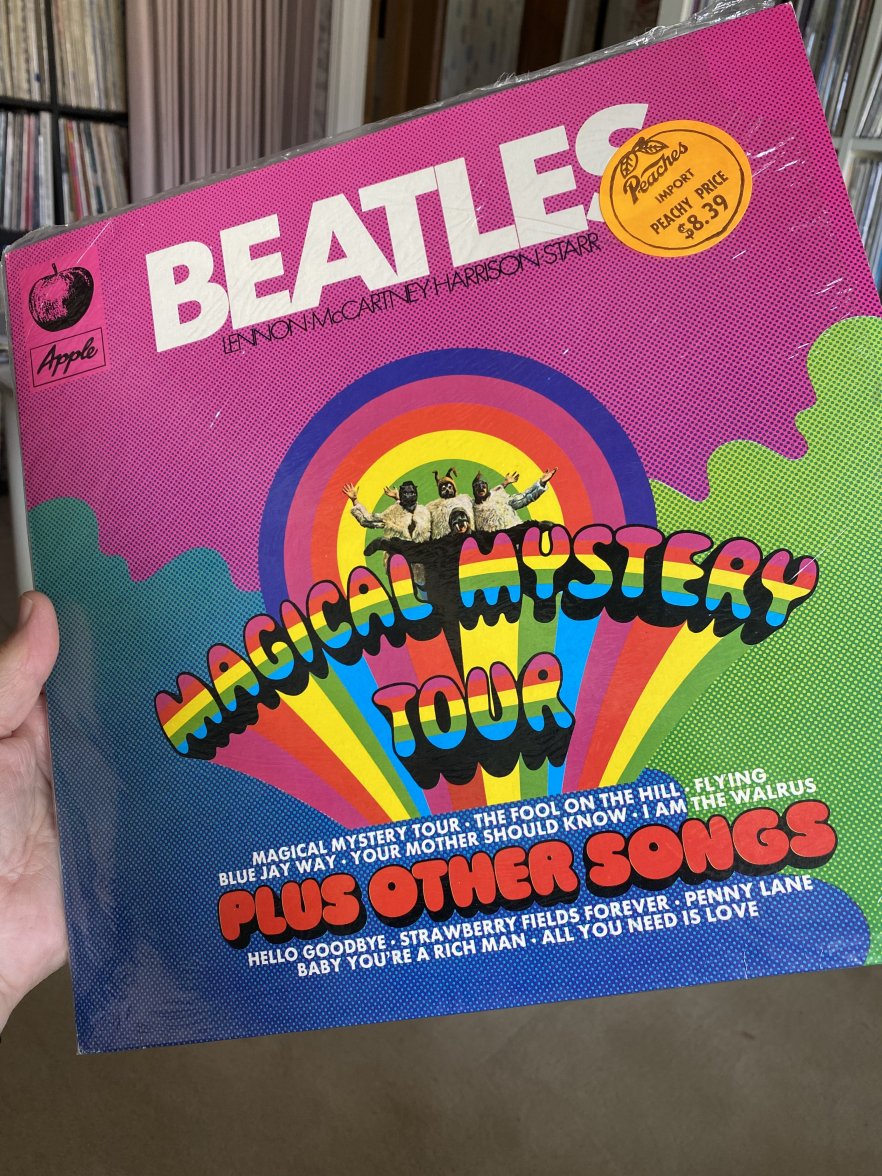 BEATLES
LENNON·McCARTNEY·HARRISON·STARR
Peaches
IMPORT
PEACHY PRICE
$8.39
Apple
MAGICAL MYSTERY
TOUR
MAGICAL MYSTERY TOUR · THE FOOL ON THE HILL · FLYING
BLUE JAY WAY · YOUR MOTHER SHOULD KNOW · I AM THE WALRUS
PLUS OTHER SONGS
HELLO GOODBYE · STRAWBERRY FIELDS FOREVER · PENNY LANE
BABY YOU'RE A RICH MAN · ALL YOU NEED IS LOVE